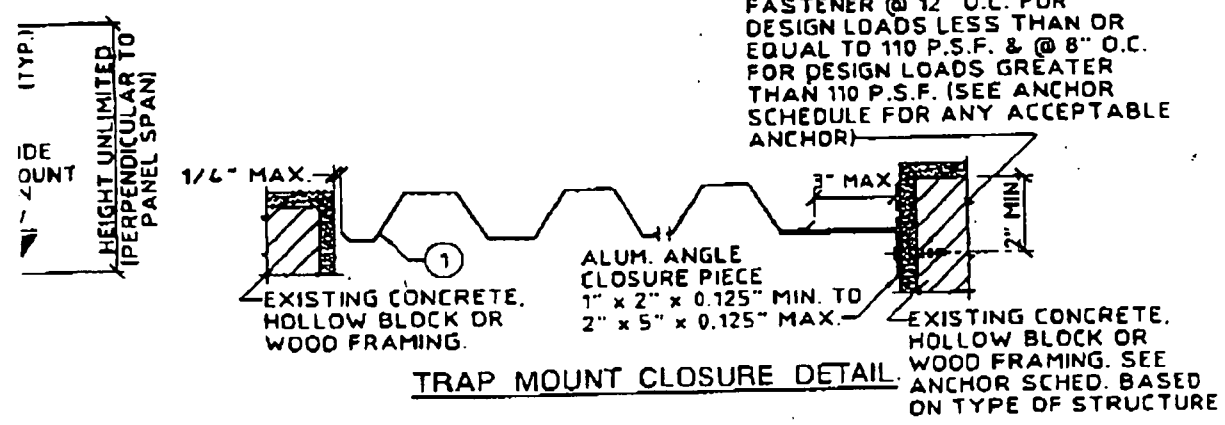 FASTENER @ 12" O.C. FOR
DESIGN LOADS LESS THAN OR
EQUAL TO 110 P.S.F. & @ 8" O.C.
FOR DESIGN LOADS GREATER
THAN 110 P.S.F. (SEE ANCHOR
SCHEDULE FOR ANY ACCEPTABLE
ANCHOR)
(TYP.)
HEIGHT UNLIMITED
(PERPENDICULAR TO
PANEL SPAN)
IDE
OUNT
1/4" MAX.
3" MAX
2" MIN
1
ALUM. ANGLE
CLOSURE PIECE
1" x 2" x 0.125" MIN. TO
2" x 5" x 0.125" MAX.
EXISTING CONCRETE,
HOLLOW BLOCK OR
WOOD FRAMING.
EXISTING CONCRETE,
HOLLOW BLOCK OR
WOOD FRAMING. SEE
ANCHOR SCHED. BASED
ON TYPE OF STRUCTURE
TRAP MOUNT CLOSURE DETAIL.